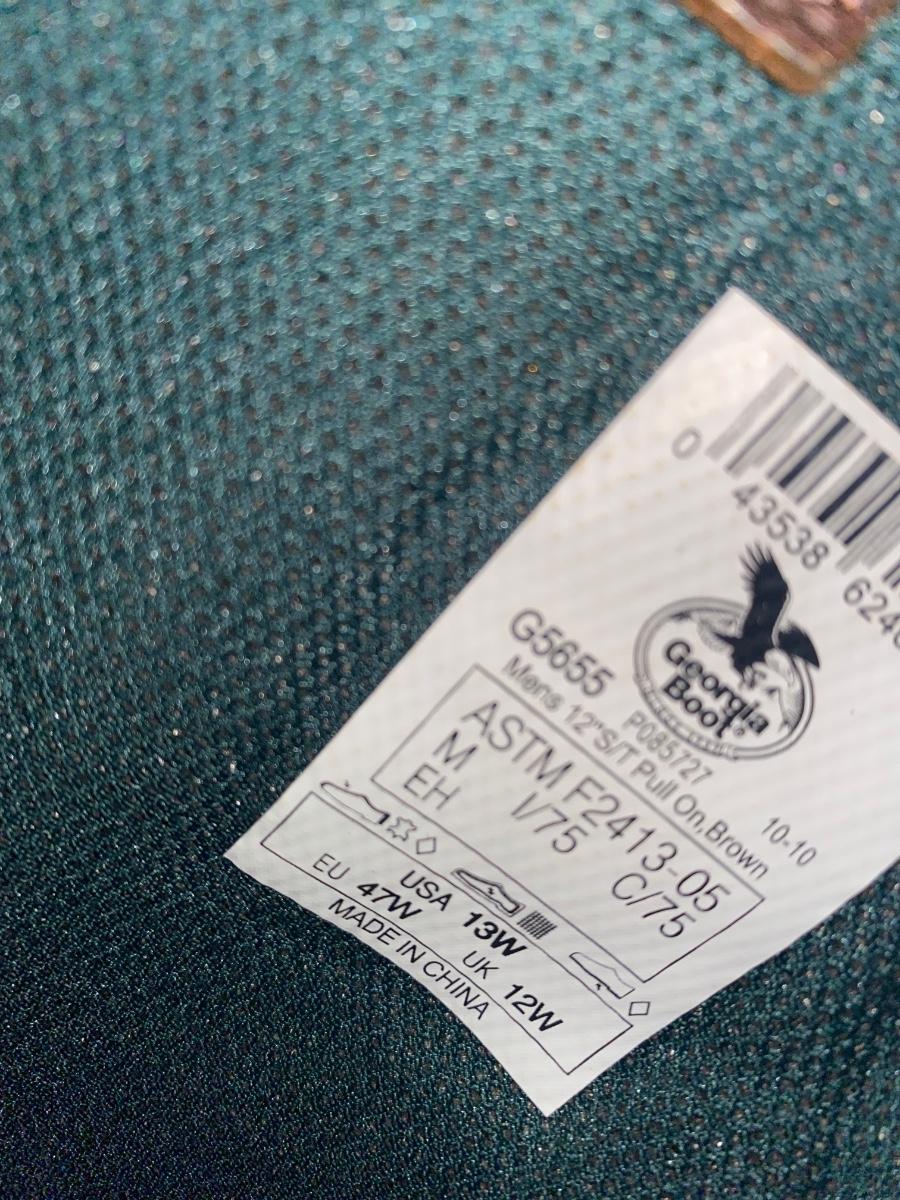 0 43538
Georgia
Boot®
G5655 P085727 10-10
Mens 12"S/T Pull On,Brown
ASTM F2413-05
M I/75 C/75
EH
EU 47W USA 13W UK 12W
MADE IN CHINA